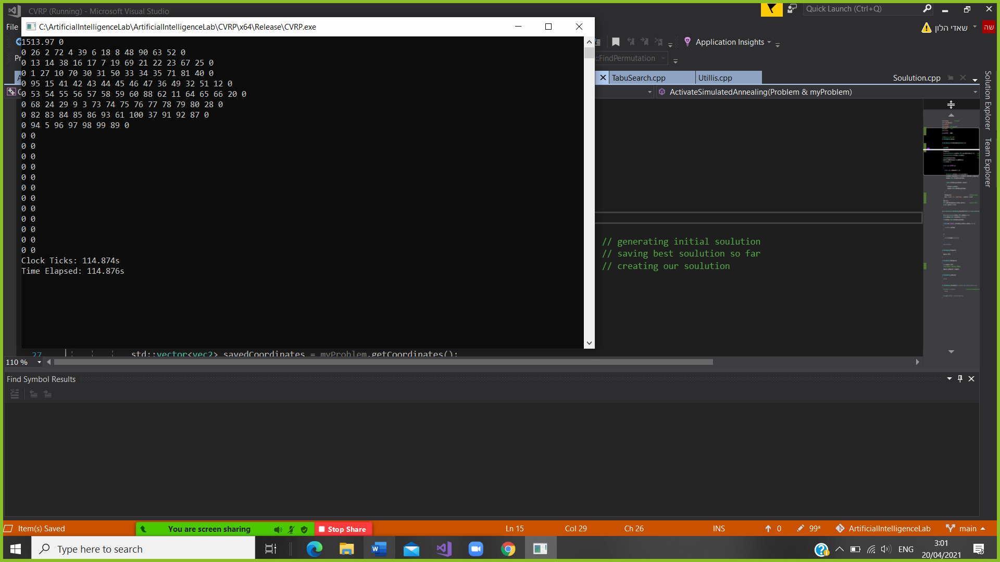 CVRP (Running) - Microsoft Visual Studio
Quick Launch (Ctrl+Q)
File
שאדי הלון
שה
C:\ArtificialIntelligenceLab\ArtificialIntelligenceLab\CVRP\x64\Release\CVRP.exe
Application Insights
Pr
::FindPermutation
TabuSearch.cpp
Utillis.cpp
Soulution.cpp
ActivateSimulatedAnnealing(Problem & myProblem)
Solution Explorer
Team Explorer
1513.97 0
0 26 2 72 4 39 6 18 8 48 90 63 52 0
0 13 14 38 16 17 7 19 69 21 22 23 67 25 0
0 1 27 10 70 30 31 50 33 34 35 71 81 40 0
0 95 15 41 42 43 44 45 46 47 36 49 32 51 12 0
0 53 54 55 56 57 58 59 60 88 62 11 64 65 66 20 0
0 68 24 29 9 3 73 74 75 76 77 78 79 80 28 0
0 82 83 84 85 86 93 61 100 37 91 92 87 0
0 94 5 96 97 98 99 89 0
0 0
0 0
0 0
0 0
0 0
0 0
0 0
0 0
0 0
0 0
0 0
0 0
Clock Ticks: 114.874s
Time Elapsed: 114.876s
// generating initial soulution
// saving best soulution so far
// creating our soulution
27 std::vector<vec2> savedCoordinates = myProblem.getCoordinates();
110 %
Find Symbol Results
Item(s) Saved
You are screen sharing
Stop Share
Ln 15
Col 29
Ch 26
INS
0
99*
ArtificialIntelligenceLab
main
Type here to search
ENG
3:01
20/04/2021